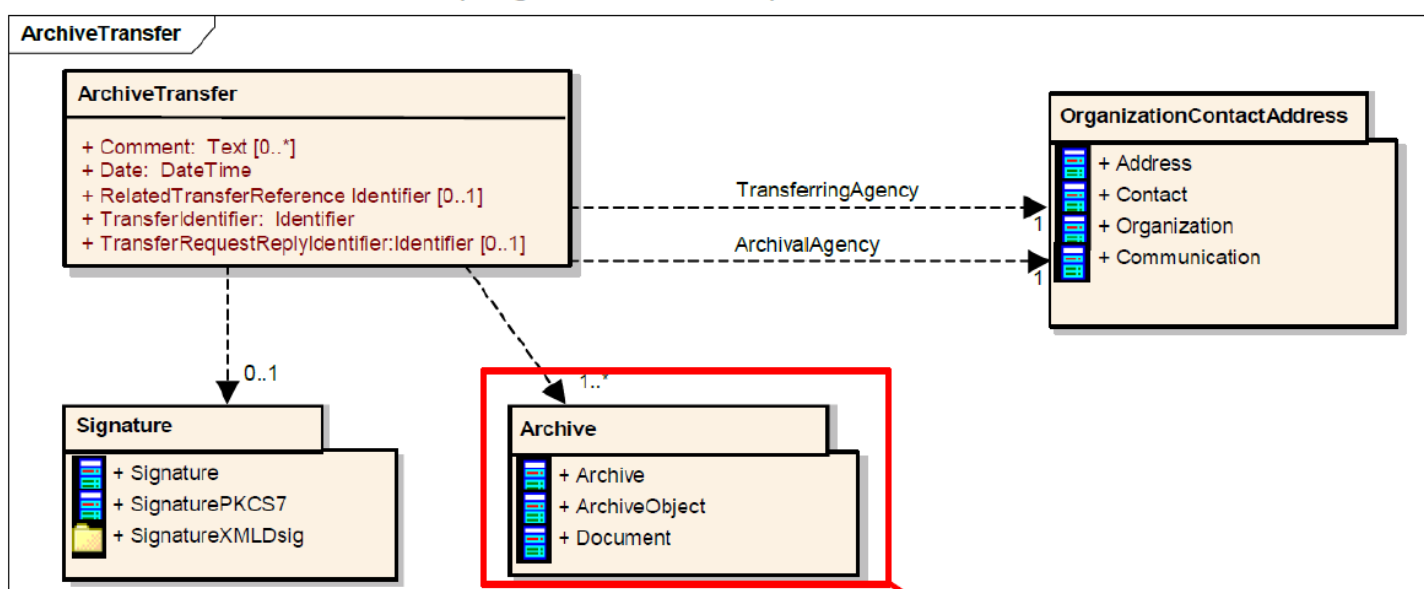 ArchiveTransfer
ArchiveTransfer
+ Comment: Text [0..*]
+ Date: DateTime
+ RelatedTransferReference Identifier [0..1]
+ TransferIdentifier: Identifier
+ TransferRequestReplyIdentifier:Identifier [0..1]
TransferringAgency
1
ArchivalAgency
1
OrganizationContactAddress
+ Address
+ Contact
+ Organization
+ Communication
0..1
1..*
Signature
+ Signature
+ SignaturePKCS7
+ SignatureXMLDsig
Archive
+ Archive
+ ArchiveObject
+ Document